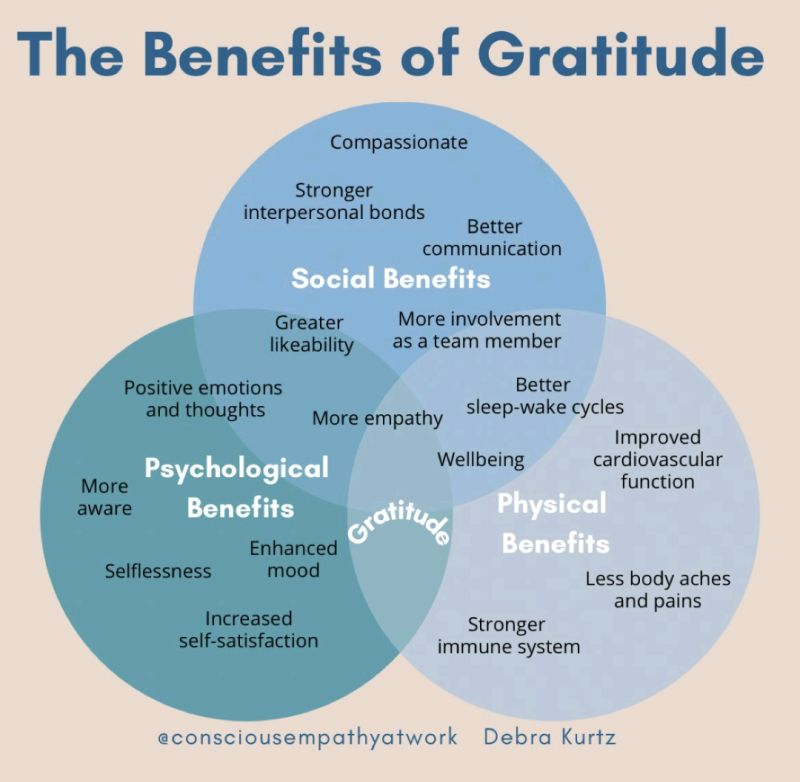 The Benefits of Gratitude
Compassionate
Stronger
interpersonal bonds
Better
communication
Social Benefits
Greater
likeability
More involvement
as a team member
Positive emotions
and thoughts
More empathy
Better
sleep-wake cycles
Wellbeing
Improved
cardiovascular
function
Psychological
Benefits
More
aware
Gratitude
Physical
Benefits
Selflessness
Enhanced
mood
Less body aches
and pains
Increased
self-satisfaction
Stronger
immune system
@consciousempathyatwork Debra Kurtz